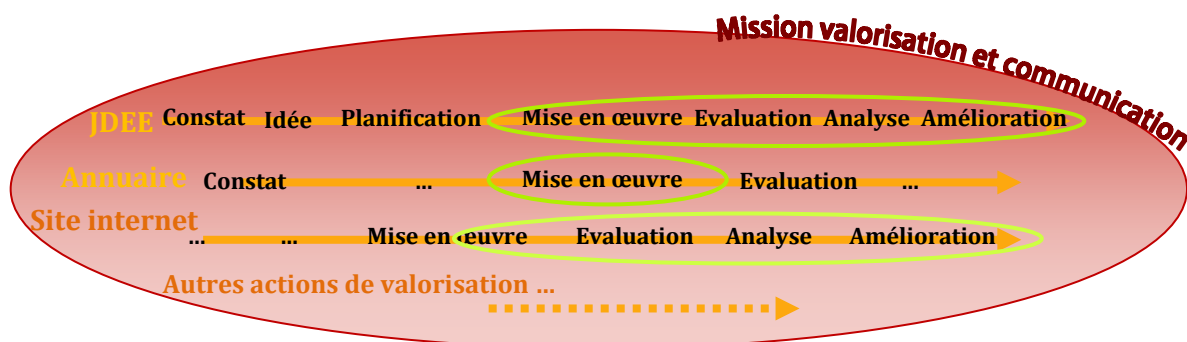 Mission valorisation et communication
JDEE Constat Idée Planification Mise en œuvre Evaluation Analyse Amélioration
Annuaire Constat ... Mise en œuvre Evaluation ...
Site internet
... ... Mise en œuvre Evaluation Analyse Amélioration
Autres actions de valorisation ...